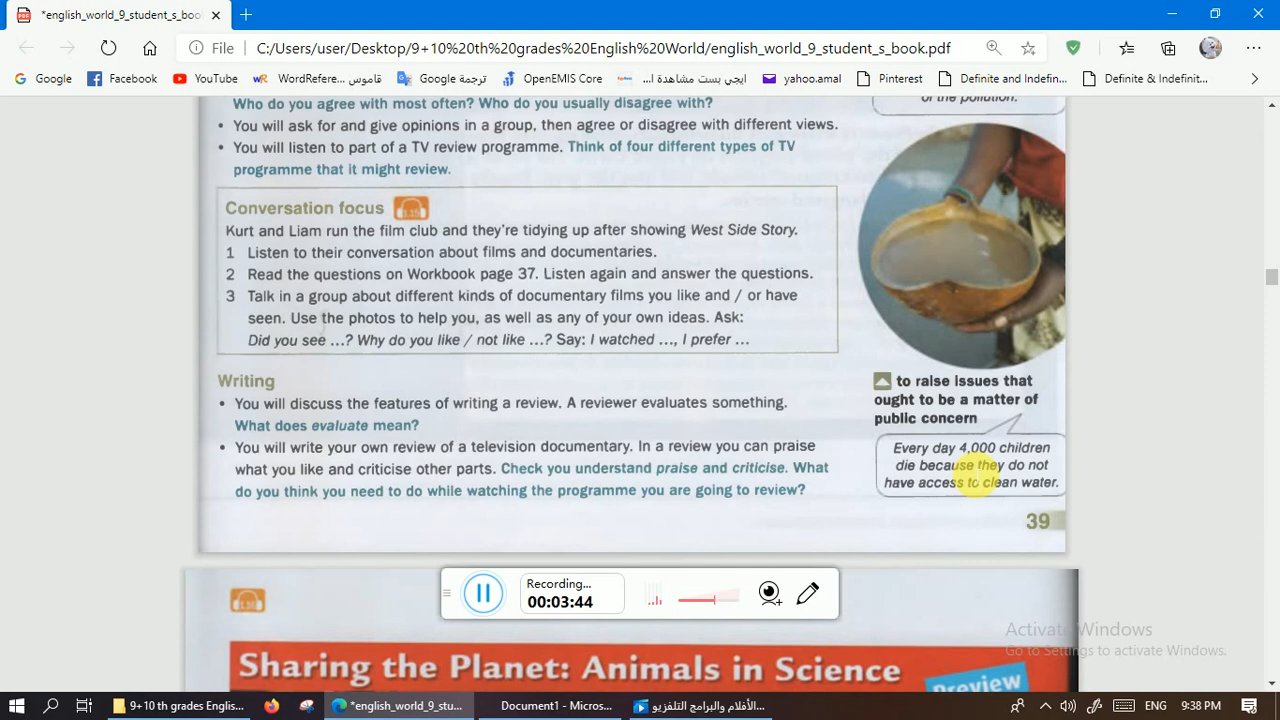 *english_world_9_student_s_boo
File
C:/Users/user/Desktop/9+10%20th%20grades%20English%20World/english_world_9_student_s_book.pdf
Google
Facebook
YouTube
WordRefere... قاموس
Google ترجمة
OpenEMIS Core
ايجي بست مشاهدة ا...
yahoo.amal
Pinterest
Definite and Indefin...
Definite & Indefinit...
Who do you agree with most often? Who do you usually disagree with?
of the pollution.
• You will ask for and give opinions in a group, then agree or disagree with different views.
• You will listen to part of a TV review programme. Think of four different types of TV
programme that it might review.
Conversation focus 1.15
Kurt and Liam run the film club and they're tidying up after showing West Side Story.
1 Listen to their conversation about films and documentaries.
2 Read the questions on Workbook page 37. Listen again and answer the questions.
3 Talk in a group about different kinds of documentary films you like and / or have
seen. Use the photos to help you, as well as any of your own ideas. Ask:
Did you see ...? Why do you like / not like ...? Say: I watched ..., I prefer ...
Writing
• You will discuss the features of writing a review. A reviewer evaluates something.
What does evaluate mean?
• You will write your own review of a television documentary. In a review you can praise
what you like and criticise other parts. Check you understand praise and criticise. What
do you think you need to do while watching the programme you are going to review?
to raise issues that
ought to be a matter of
public concern
Every day 4,000 children
die because they do not
have access to clean water.
39
Recording...
00:03:44
Activate Windows
Go to Settings to activate Windows.
Sharing the Planet: Animals in Science
Preview
9+10 th grades Engli...
*english_world_9_stu...
Document1 - Micros...
الأفلام والبرامج التلفزيو...
ENG
9:38 PM